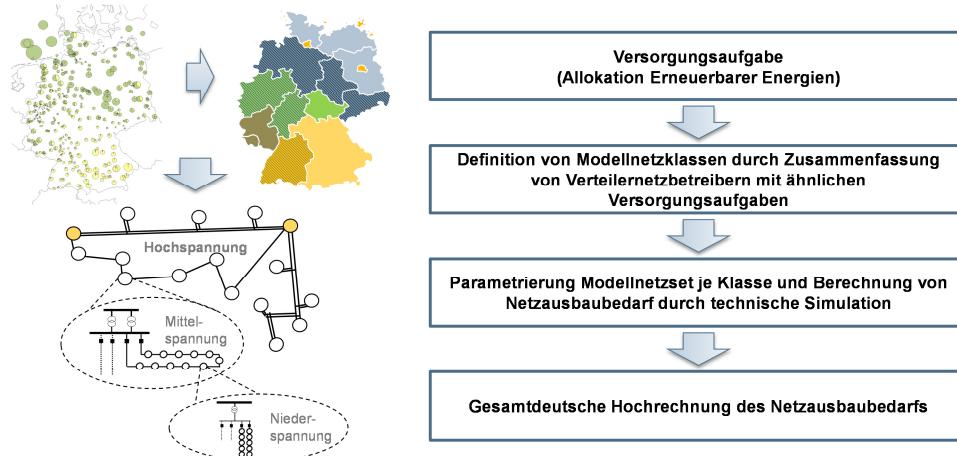 Hochspannung
Mittel-
spannung
Nieder-
spannung
Versorgungsaufgabe
(Allokation Erneuerbarer Energien)
Definition von Modellnetzklassen durch Zusammenfassung
von Verteilernetzbetreibern mit ähnlichen
Versorgungsaufgaben
Parametrierung Modellnetzset je Klasse und Berechnung von
Netzausbaubedarf durch technische Simulation
Gesamtdeutsche Hochrechnung des Netzausbaubedarfs